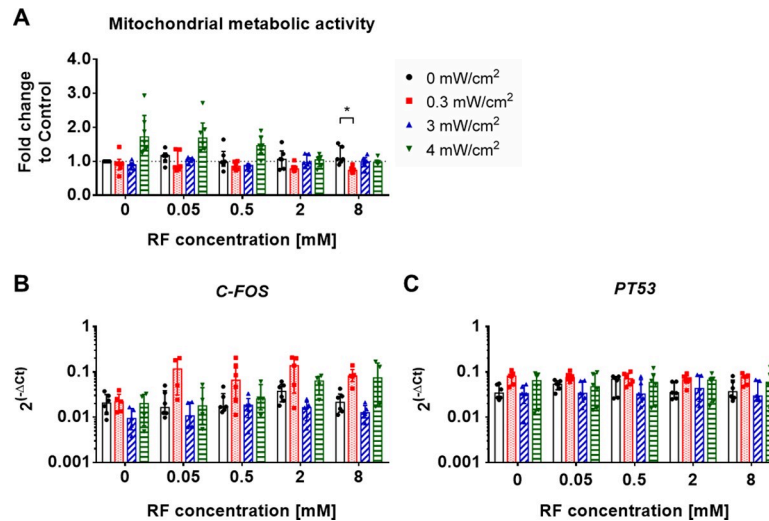 A
Mitochondrial metabolic activity
Fold change
to Control
4.0
3.0
2.0
1.0
0.0
*
0 mW/cm²
0.3 mW/cm²
3 mW/cm²
4 mW/cm²
0 0.05 0.5 2 8
RF concentration [mM]
B
C-FOS
2^(-ΔCt)
1
0.1
0.01
0.001
0 0.05 0.5 2 8
RF concentration [mM]
C
PT53
2^(-ΔCt)
1
0.1
0.01
0.001
0 0.05 0.5 2 8
RF concentration [mM]